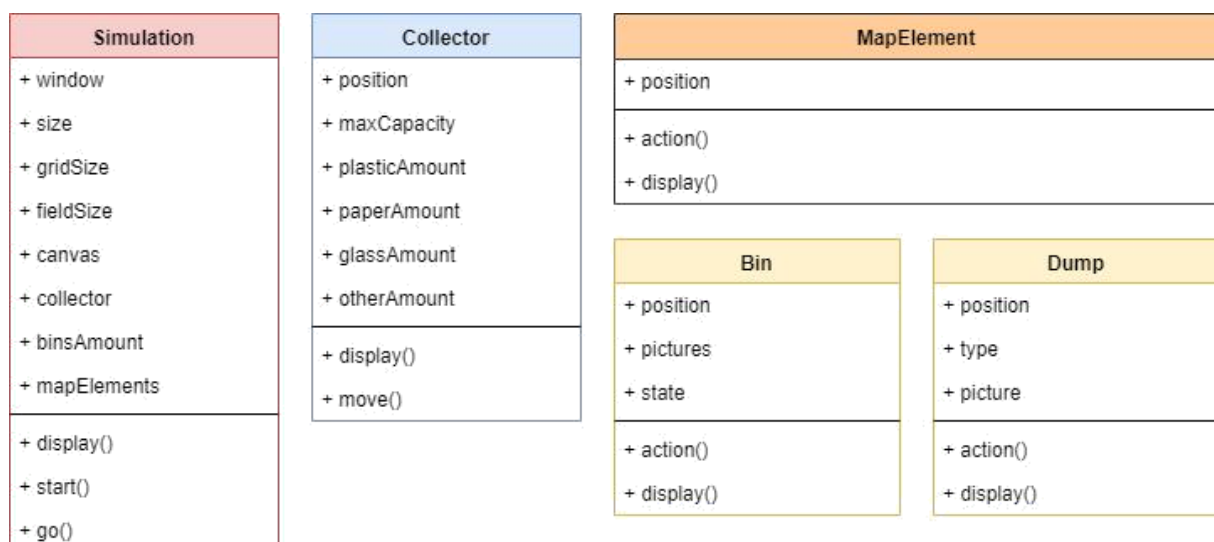 Simulation
+ window
+ size
+ gridSize
+ fieldSize
+ canvas
+ collector
+ binsAmount
+ mapElements
+ display()
+ start()
+ go()
Collector
+ position
+ maxCapacity
+ plasticAmount
+ paperAmount
+ glassAmount
+ otherAmount
+ display()
+ move()
MapElement
+ position
+ action()
+ display()
Bin
+ position
+ pictures
+ state
+ action()
+ display()
Dump
+ position
+ type
+ picture
+ action()
+ display()